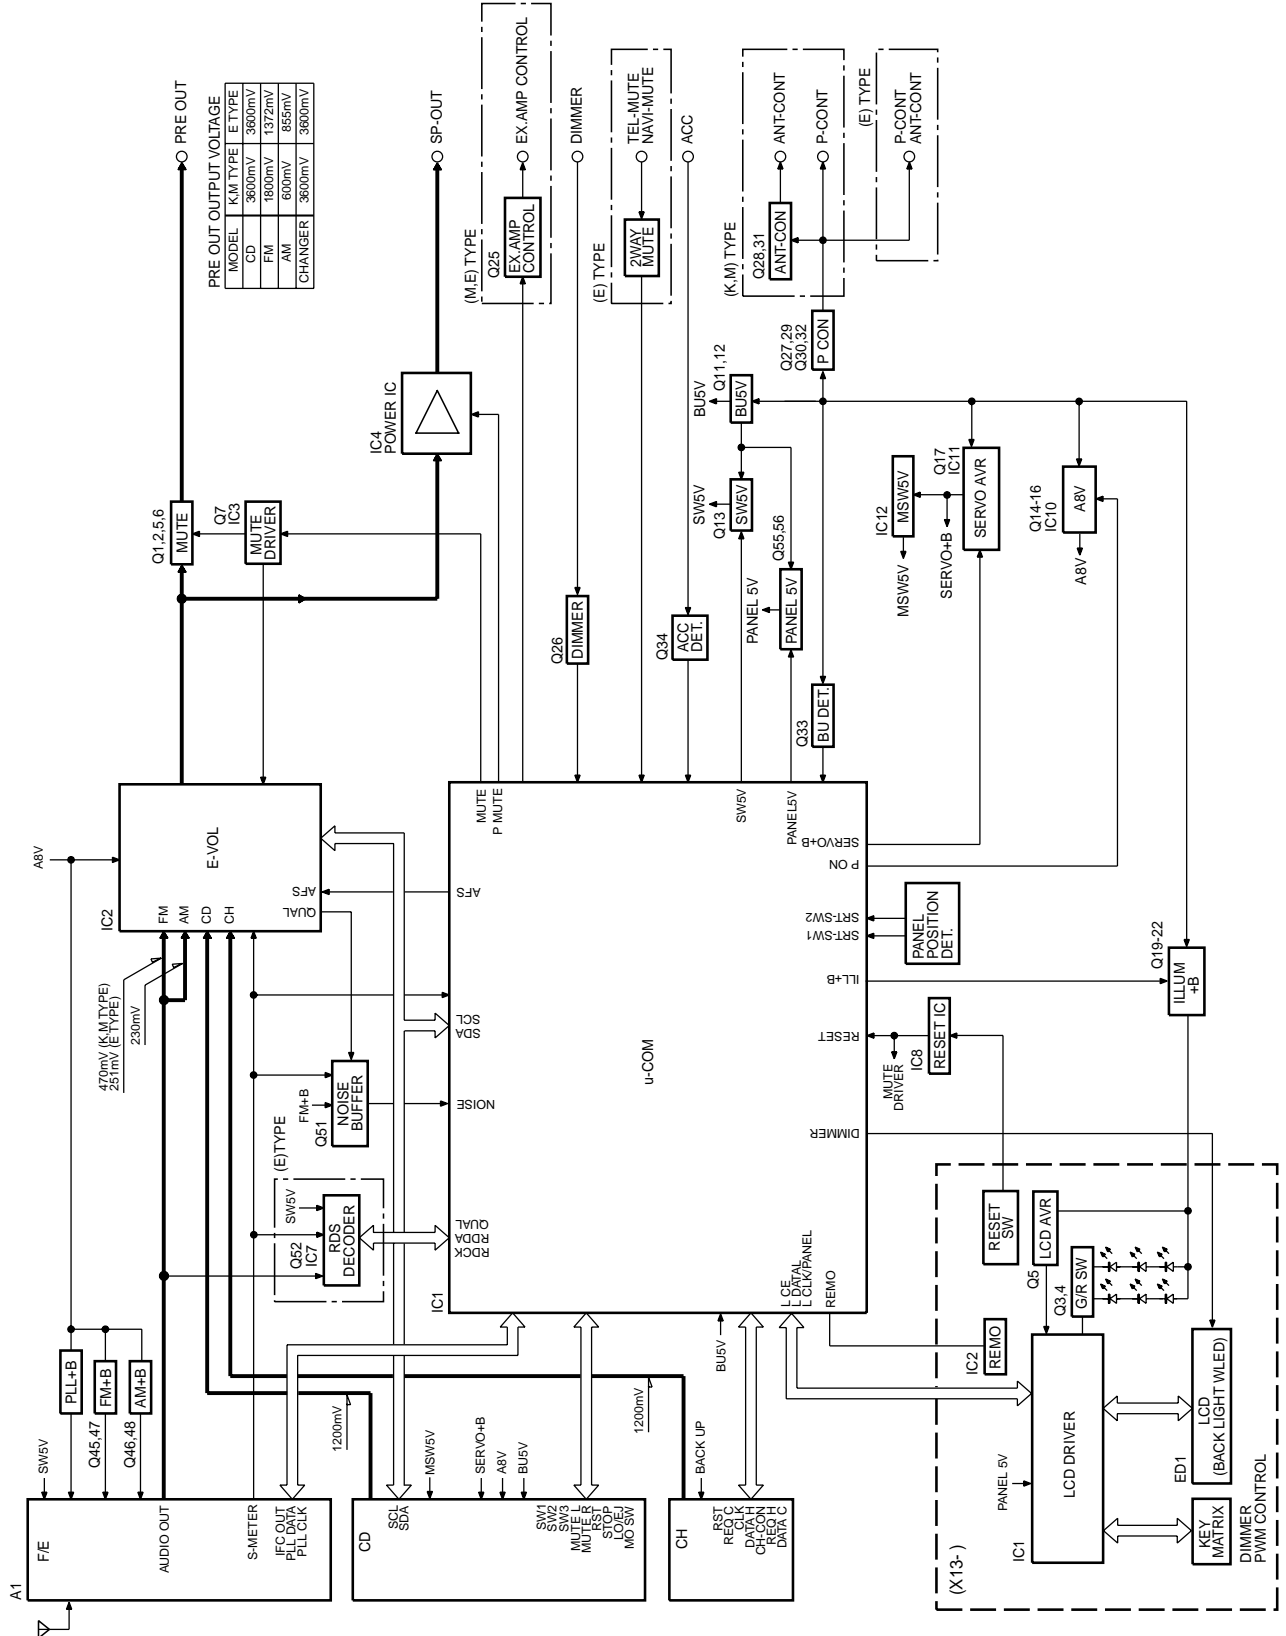 A1
F/E
AUDIO OUT
S-METER
IFC OUT
PLL DATA
PLL CLK
SW5V
Q45,47
Q46,48
PLL+B
FM+B
AM+B
CD
SCL
SDA
MSW5V
SERVO+B
A8V
BU5V
SW1
SW2
SW3
MUTE L
MUTE R
RST
STOP
LO/EJ
MO SW
1200mV
CH
BACK UP
RST
REQ C
CLK
DATA H
CH-CON
REQ H
DATA C
1200mV
(E)TYPE
Q52
IC7
SW5V
RDS
DECODER
Q51
FM+B
NOISE
BUFFER
470mV (K,M TYPE)
251mV (E TYPE)
230mV
A8V
IC2
E-VOL
FM
AM
CD
CH
AFS
QUAL
Q1,2,5,6
MUTE
Q7
IC3
MUTE
DRIVER
PRE OUT
PRE OUT OUTPUT VOLTAGE
MODEL K,M TYPE E TYPE
CD 3600mV 3600mV
FM 1800mV 1372mV
AM 600mV 855mV
CHANGER 3600mV 3600mV
IC4
POWER IC
SP-OUT
(M,E) TYPE
Q25
EX.AMP
CONTROL
EX.AMP CONTROL
Q26
DIMMER
DIMMER
(E) TYPE
2WAY
MUTE
TEL-MUTE
NAVI-MUTE
Q34
ACC
DET.
ACC
IC1
u-COM
MUTE
P MUTE
AFS
SCL
SDA
NOISE
QUAL
RDDA
RDCK
SW5V
PANEL5V
SERVO+B
P ON
SRT-SW2
SRT-SW1
ILL+B
RESET
DIMMER
L CE
L DATAL
L CLK/PANEL
REMO
BU5V
(K,M) TYPE
Q28,31
ANT-CON
ANT-CONT
P-CONT
(E) TYPE
P-CONT
ANT-CONT
Q27,29
Q30,32
P CON
Q11,12
BU5V
BU5V
Q13
SW5V
SW5V
Q55,56
PANEL 5V
PANEL 5V
Q33
BU DET.
IC12
MSW5V
MSW5V
SERVO+B
Q17
IC11
SERVO AVR
Q14-16
IC10
A8V
A8V
PANEL
POSITION
DET.
Q19-22
ILLUM
+B
IC8
RESET IC
MUTE
DRIVER
(X13- )
RESET
SW
Q5
LCD AVR
Q3,4
G/R SW
IC2
REMO
PANEL 5V
IC1
LCD DRIVER
ED1
LCD
(BACK LIGHT WLED)
KEY
MATRIX
DIMMER
PWM CONTROL